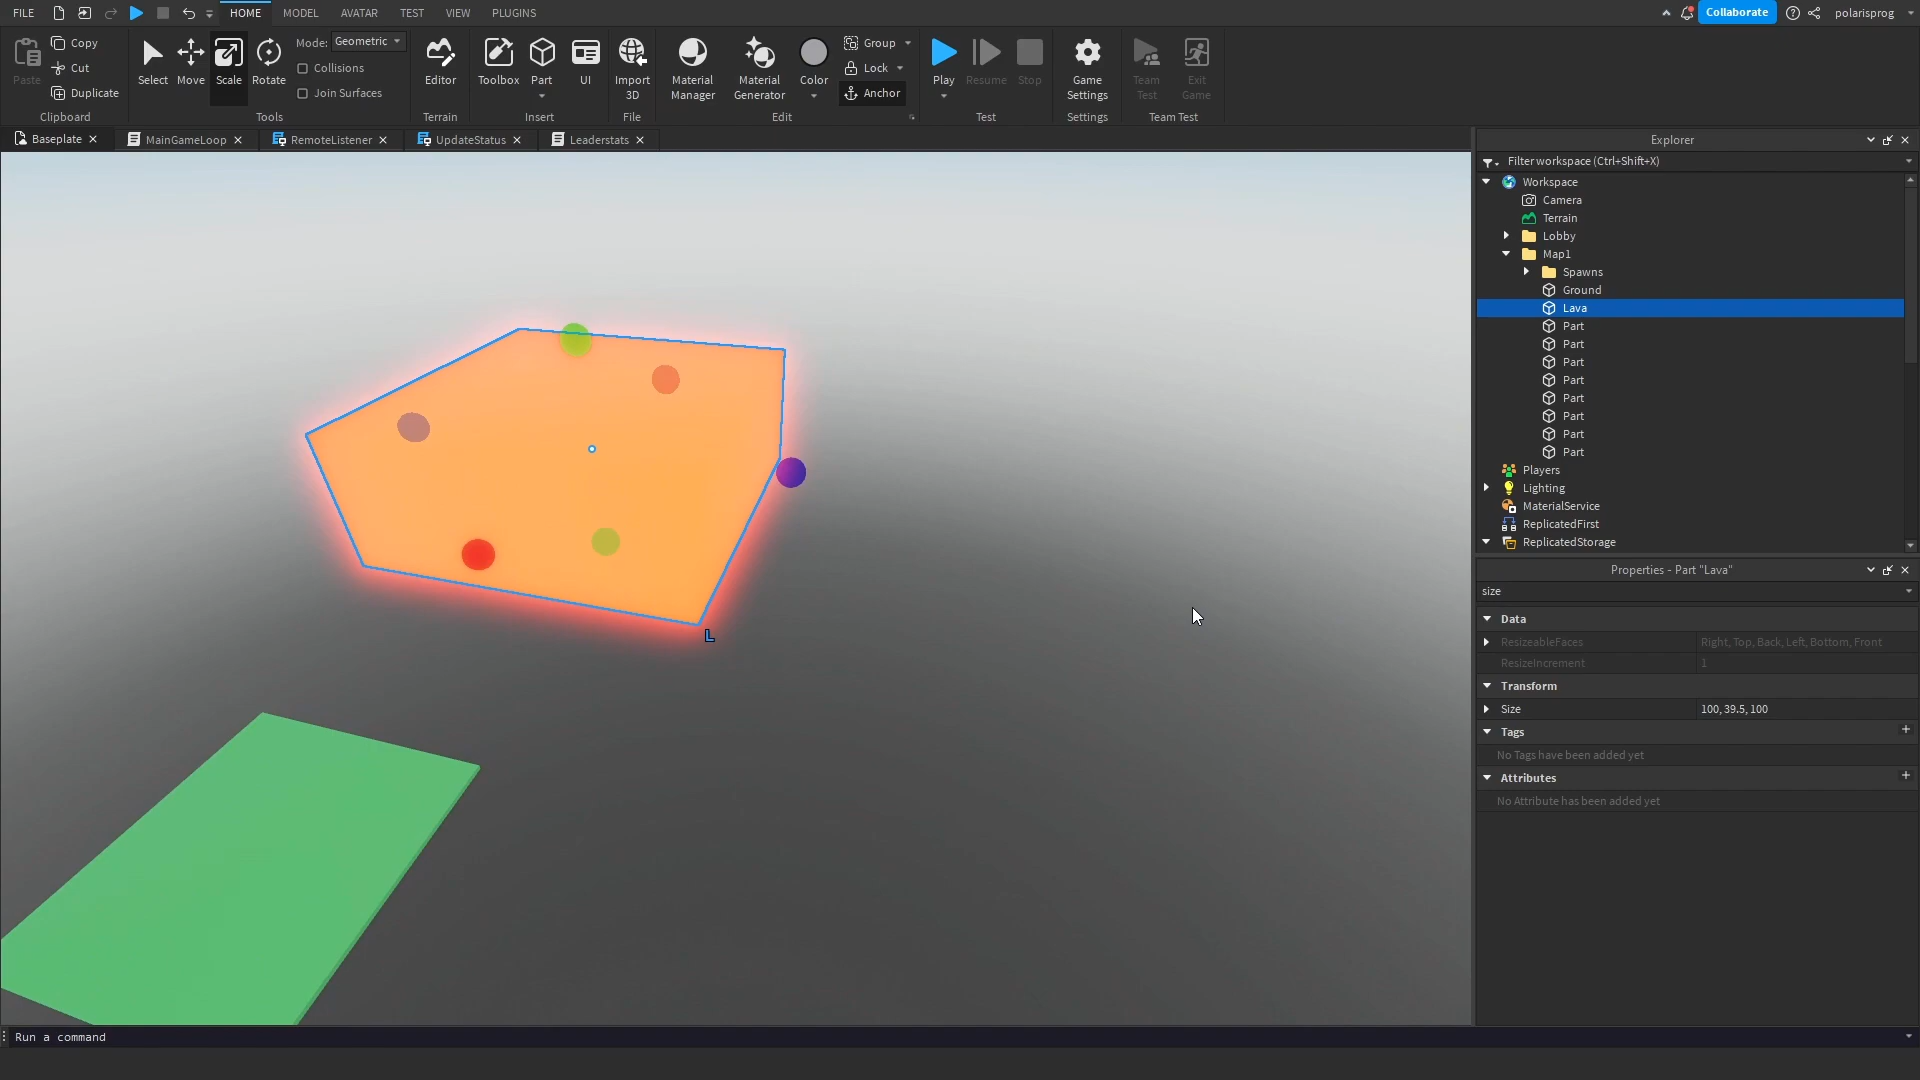 FILE HOME MODEL AVATAR TEST VIEW PLUGINS Collaborate polarisprog
Paste Copy Cut Duplicate Clipboard
Select Move Scale Rotate Mode: Geometric Collisions Join Surfaces Tools
Editor Terrain
Toolbox Part UI Insert
Import 3D File
Material Manager Material Generator Color Group Lock Anchor Edit
Play Resume Stop Test
Game Settings Settings
Team Test Exit Game Team Test
Baseplate MainGameLoop RemoteListener UpdateStatus Leaderstats
L
Explorer
Filter workspace (Ctrl+Shift+X)
Workspace
Camera
Terrain
Lobby
Map1
Spawns
Ground
Lava
Part
Part
Part
Part
Part
Part
Part
Part
Players
Lighting
MaterialService
ReplicatedFirst
ReplicatedStorage
Properties - Part "Lava"
size
Data
ResizeableFaces Right, Top, Back, Left, Bottom, Front
ResizeIncrement 1
Transform
Size 100, 39.5, 100
Tags
No Tags have been added yet
Attributes
No Attribute has been added yet
Run a command